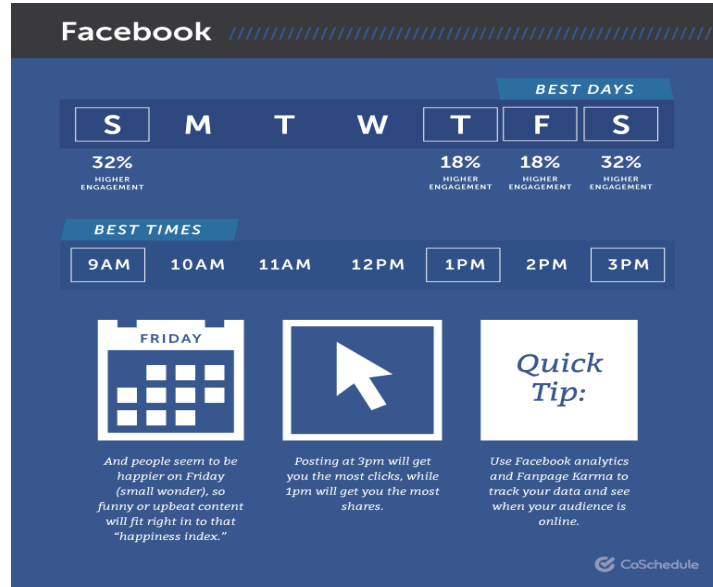 Facebook
BEST DAYS
S M T W T F S
32% 18% 18% 32%
HIGHER HIGHER HIGHER HIGHER
ENGAGEMENT ENGAGEMENT ENGAGEMENT ENGAGEMENT
BEST TIMES
9AM 10AM 11AM 12PM 1PM 2PM 3PM
FRIDAY
And people seem to be
happier on Friday
(small wonder), so
funny or upbeat content
will fit right in to that
“happiness index.”
Posting at 3pm will get
you the most clicks, while
1pm will get you the most
shares.
Quick
Tip:
Use Facebook analytics
and Fanpage Karma to
track your data and see
when your audience is
online.
CoSchedule